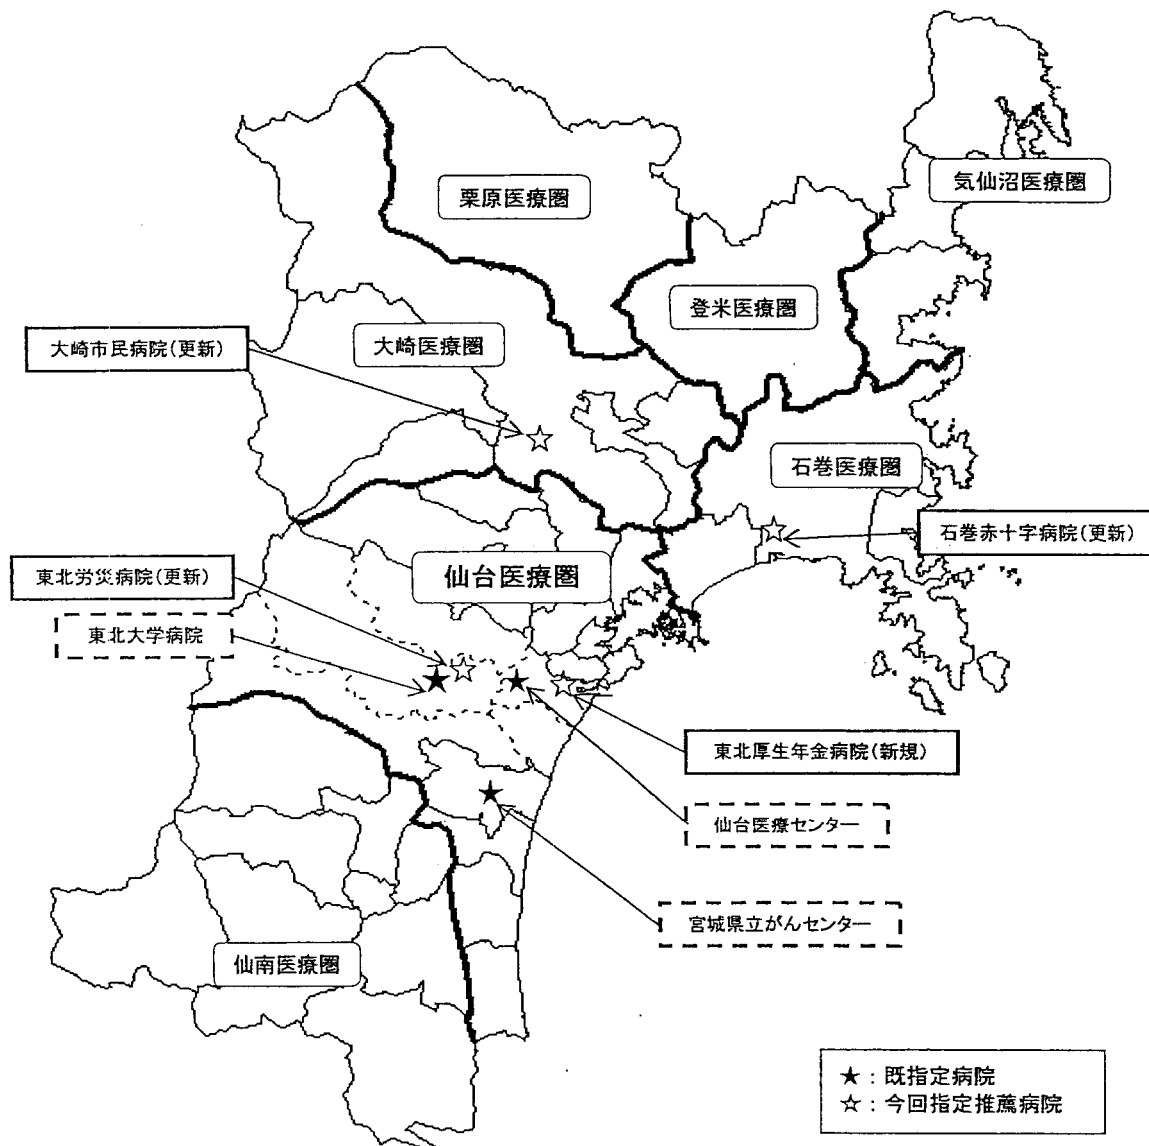 気仙沼医療圏
栗原医療圏
登米医療圏
大崎市民病院(更新)
大崎医療圏
石巻医療圏
石巻赤十字病院(更新)
東北労災病院(更新)
仙台医療圏
東北大学病院
東北厚生年金病院(新規)
仙台医療センター
宮城県立がんセンター
仙南医療圏
★:既指定病院
☆:今回指定推薦病院